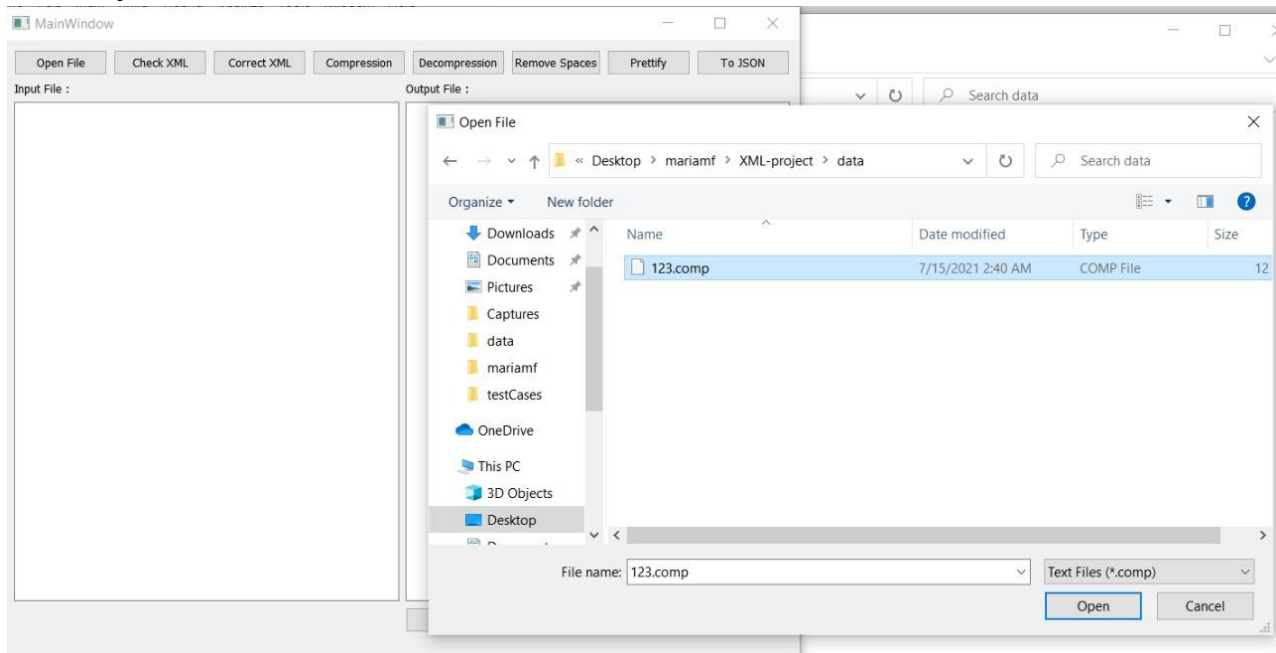 MainWindow
Open File Check XML Correct XML Compression Decompression Remove Spaces Prettify To JSON
Input File : Output File :
Search data
Open File
« Desktop > mariamf > XML-project > data Search data
Organize New folder
Downloads Name Date modified Type Size
Documents 123.comp 7/15/2021 2:40 AM COMP File 12
Pictures
Captures
data
mariamf
testCases
OneDrive
This PC
3D Objects
Desktop
File name: 123.comp Text Files (*.comp)
Open Cancel